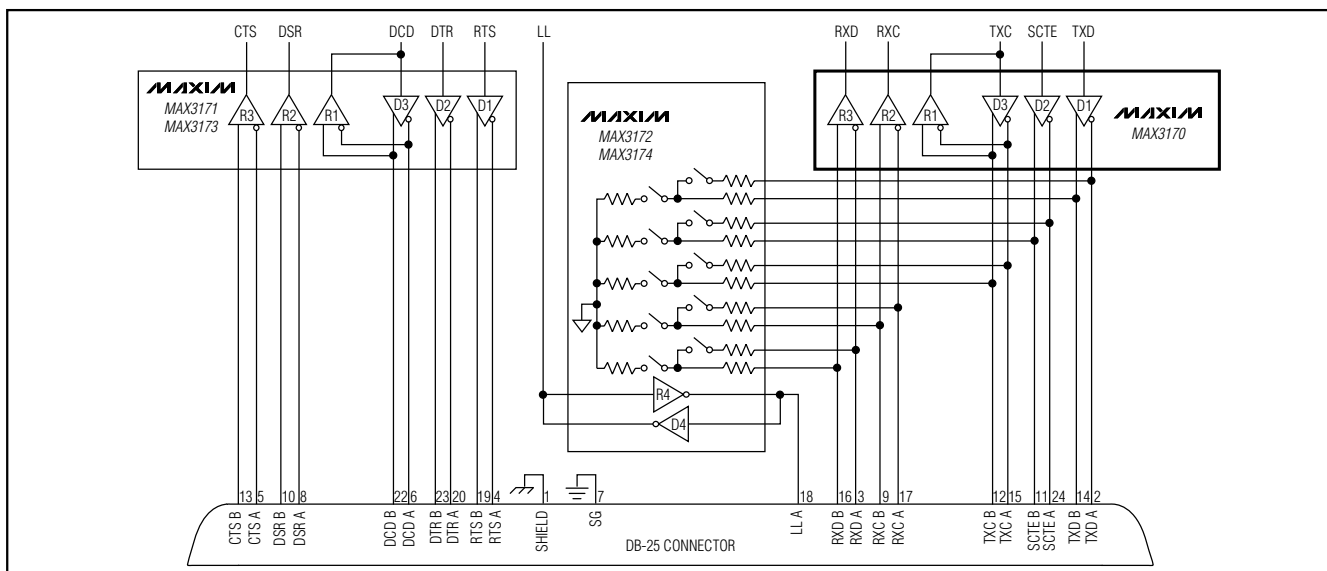 CTS DSR DCD DTR RTS LL RXD RXC TXC SCTE TXD
MAXIM
MAX3171
MAX3173
R3 R2 R1 D3 D2 D1
MAXIM
MAX3172
MAX3174
R3 R2 R1 D3 D2 D1
MAXIM
MAX3170
R4
D4
13 5 10 8 22 6 23 20 19 4 1 7 18 16 3 9 17 12 15 11 24 14 2
CTS B
CTS A
DSR B
DSR A
DCD B
DCD A
DTR B
DTR A
RTS B
RTS A
SHIELD
SG
LL A
RXD B
RXD A
RXC B
RXC A
TXC B
TXC A
SCTE B
SCTE A
TXD B
TXD A
DB-25 CONNECTOR